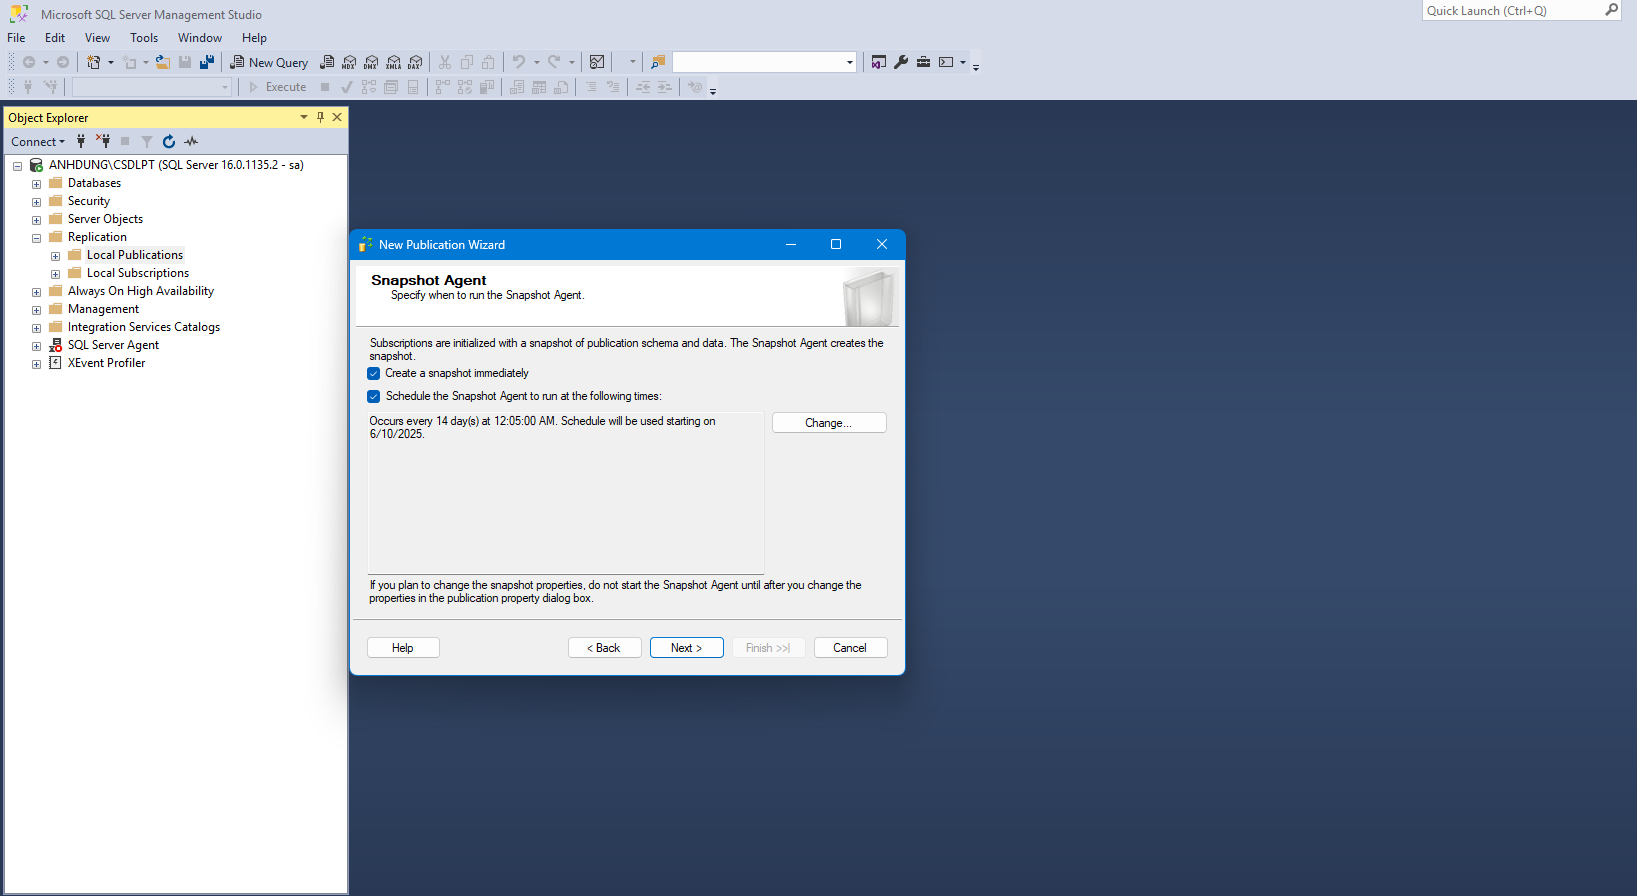 Microsoft SQL Server Management Studio
Quick Launch (Ctrl+Q)
File Edit View Tools Window Help
New Query MDX DMX XMLA DAX
Execute
Object Explorer
Connect
ANHDUNG\CSDLPT (SQL Server 16.0.1135.2 - sa)
Databases
Security
Server Objects
Replication
Local Publications
Local Subscriptions
Always On High Availability
Management
Integration Services Catalogs
SQL Server Agent
XEvent Profiler
New Publication Wizard
Snapshot Agent
Specify when to run the Snapshot Agent.
Subscriptions are initialized with a snapshot of publication schema and data. The Snapshot Agent creates the
snapshot.
Create a snapshot immediately
Schedule the Snapshot Agent to run at the following times:
Occurs every 14 day(s) at 12:05:00 AM. Schedule will be used starting on
6/10/2025.
Change...
If you plan to change the snapshot properties, do not start the Snapshot Agent until after you change the
properties in the publication property dialog box.
Help < Back Next > Finish >>| Cancel